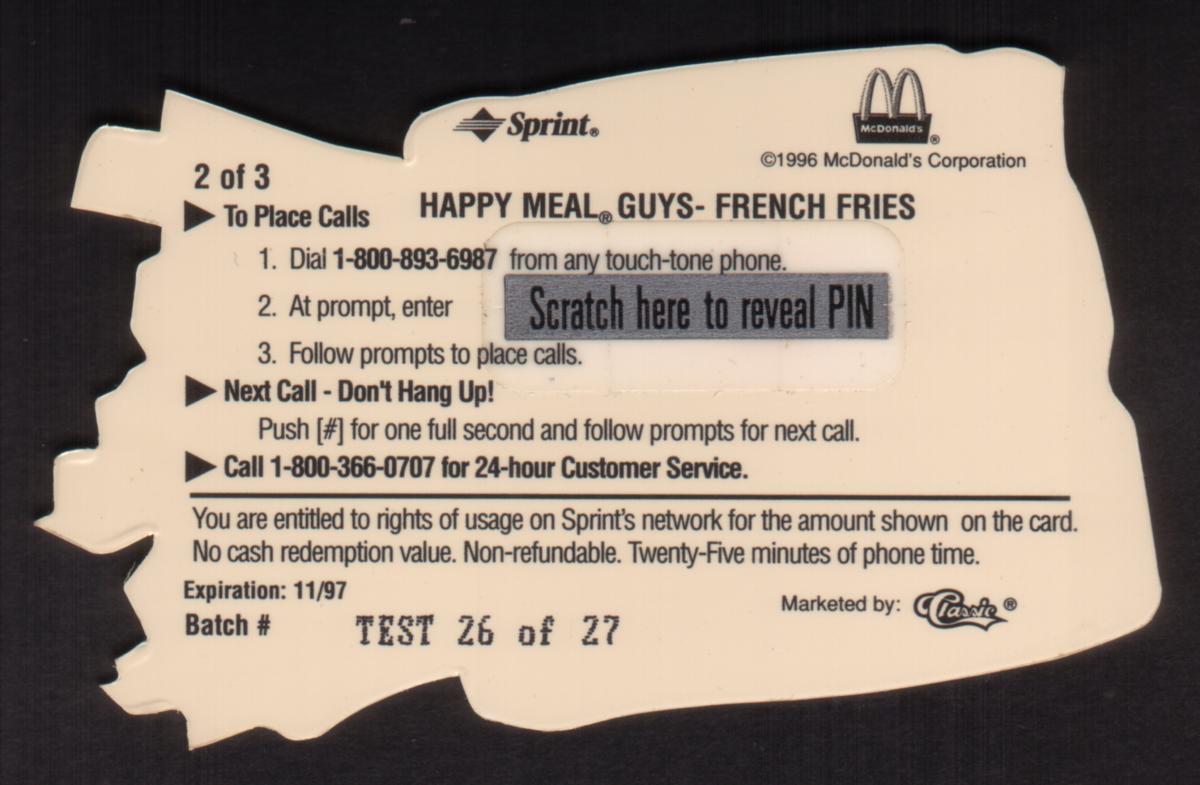 Sprint®
McDonald's®
©1996 McDonald's Corporation
2 of 3
HAPPY MEAL® GUYS- FRENCH FRIES
▶ To Place Calls
1. Dial 1-800-893-6987 from any touch-tone phone.
2. At prompt, enter Scratch here to reveal PIN
3. Follow prompts to place calls.
▶ Next Call - Don't Hang Up!
Push [#] for one full second and follow prompts for next call.
▶ Call 1-800-366-0707 for 24-hour Customer Service.
You are entitled to rights of usage on Sprint's network for the amount shown on the card.
No cash redemption value. Non-refundable. Twenty-Five minutes of phone time.
Expiration: 11/97
Marketed by: Classic®
Batch # TEST 26 of 27